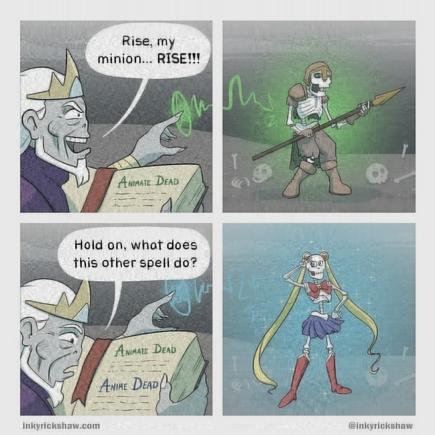 Rise, my
minion... RISE!!!
ANIMATE DEAD
Hold on, what does
this other spell do?
ANIMATE DEAD
ANIME DEAD
inkyrickshaw.com
@inkyrickshaw